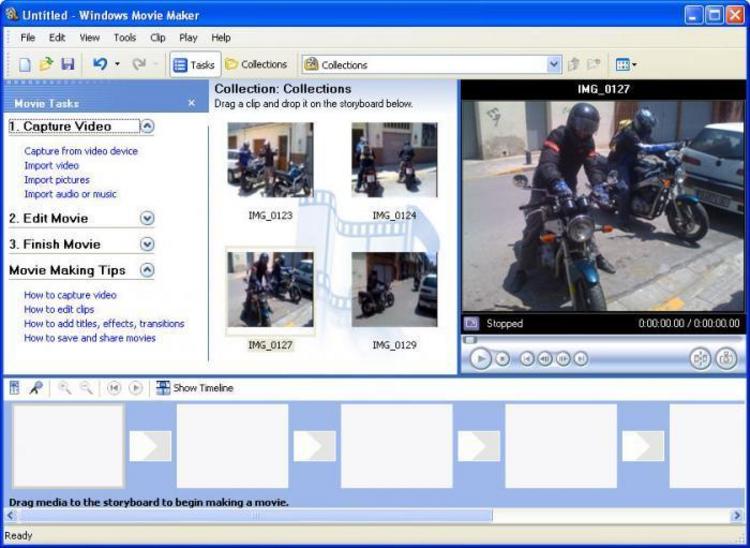 Untitled - Windows Movie Maker
File Edit View Tools Clip Play Help
Tasks Collections Collections
Movie Tasks
1. Capture Video
Capture from video device
Import video
Import pictures
Import audio or music
2. Edit Movie
3. Finish Movie
Movie Making Tips
How to capture video
How to edit clips
How to add titles, effects, transitions
How to save and share movies
Collection: Collections
Drag a clip and drop it on the storyboard below.
IMG_0123 IMG_0124
IMG_0127 IMG_0129
IMG_0127
Stopped 0:00:00.00 / 0:00:00.00
Show Timeline
Drag media to the storyboard to begin making a movie.
Ready